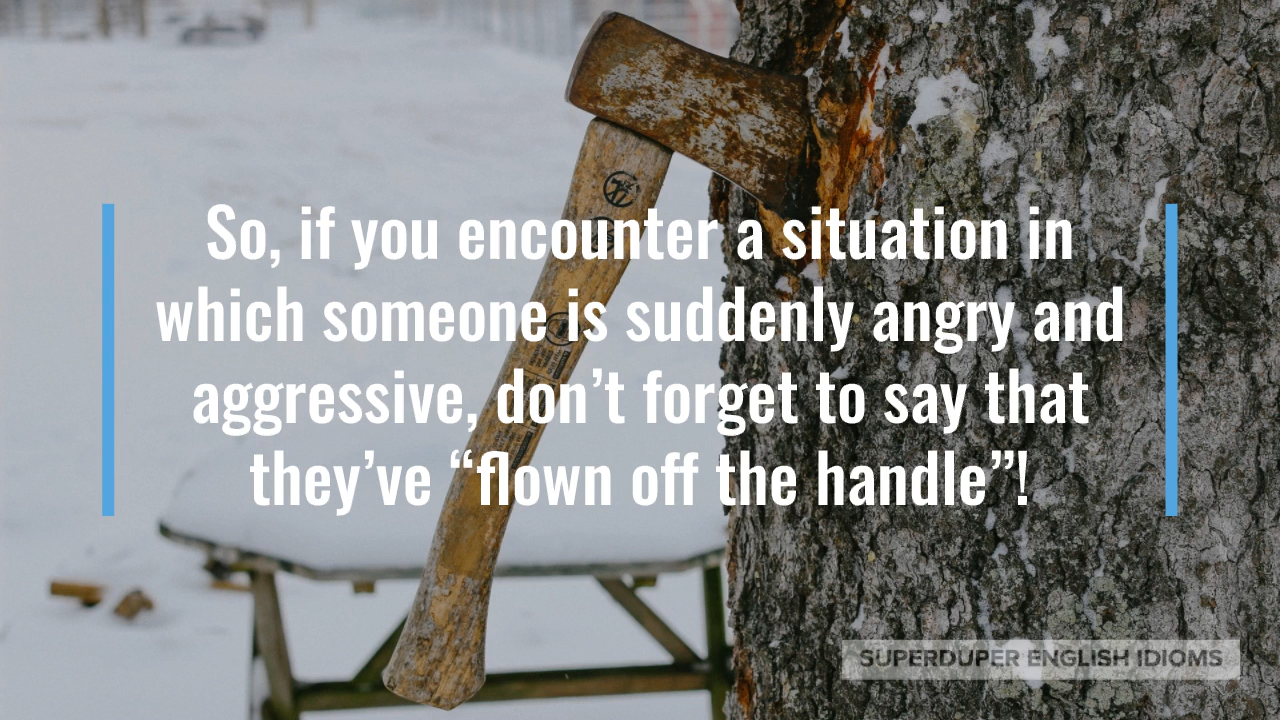 So, if you encounter a situation in
which someone is suddenly angry and
aggressive, don’t forget to say that
they’ve “flown off the handle”!
SUPERDUPER ENGLISH IDIOMS